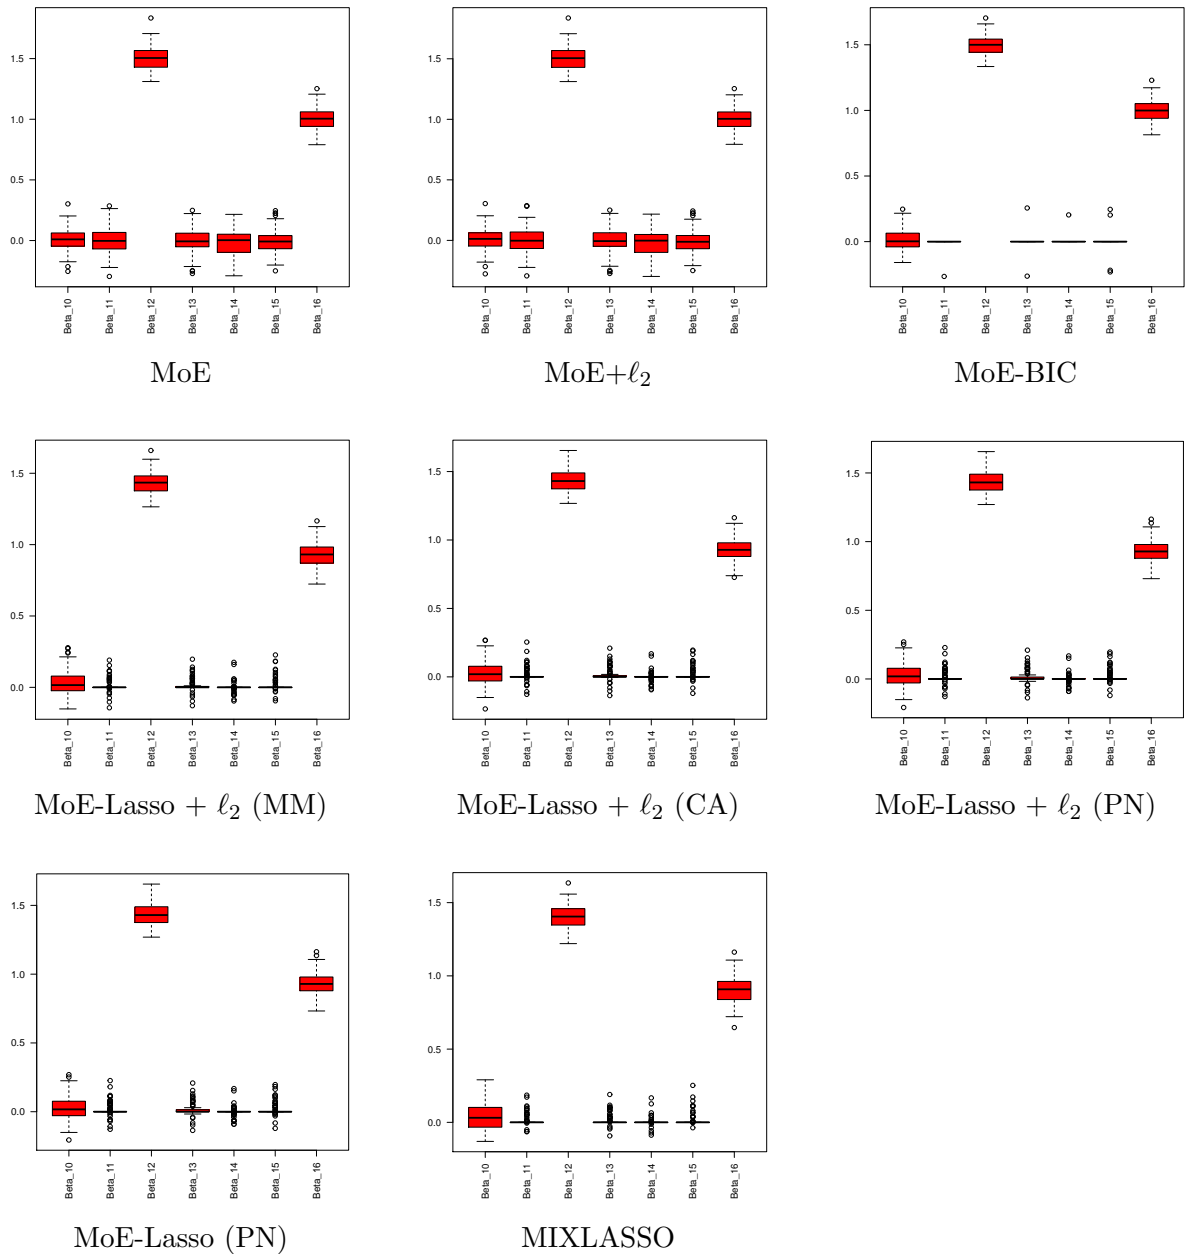 1.5
1.0
0.5
0.0
Beta_10
Beta_11
Beta_12
Beta_13
Beta_14
Beta_15
Beta_16
MoE
1.5
1.0
0.5
0.0
Beta_10
Beta_11
Beta_12
Beta_13
Beta_14
Beta_15
Beta_16
MoE+ℓ₂
1.5
1.0
0.5
0.0
Beta_10
Beta_11
Beta_12
Beta_13
Beta_14
Beta_15
Beta_16
MoE-BIC
1.5
1.0
0.5
0.0
Beta_10
Beta_11
Beta_12
Beta_13
Beta_14
Beta_15
Beta_16
MoE-Lasso + ℓ₂ (MM)
1.5
1.0
0.5
0.0
Beta_10
Beta_11
Beta_12
Beta_13
Beta_14
Beta_15
Beta_16
MoE-Lasso + ℓ₂ (CA)
1.5
1.0
0.5
0.0
Beta_10
Beta_11
Beta_12
Beta_13
Beta_14
Beta_15
Beta_16
MoE-Lasso + ℓ₂ (PN)
1.5
1.0
0.5
0.0
Beta_10
Beta_11
Beta_12
Beta_13
Beta_14
Beta_15
Beta_16
MoE-Lasso (PN)
1.5
1.0
0.5
0.0
Beta_10
Beta_11
Beta_12
Beta_13
Beta_14
Beta_15
Beta_16
MIXLASSO